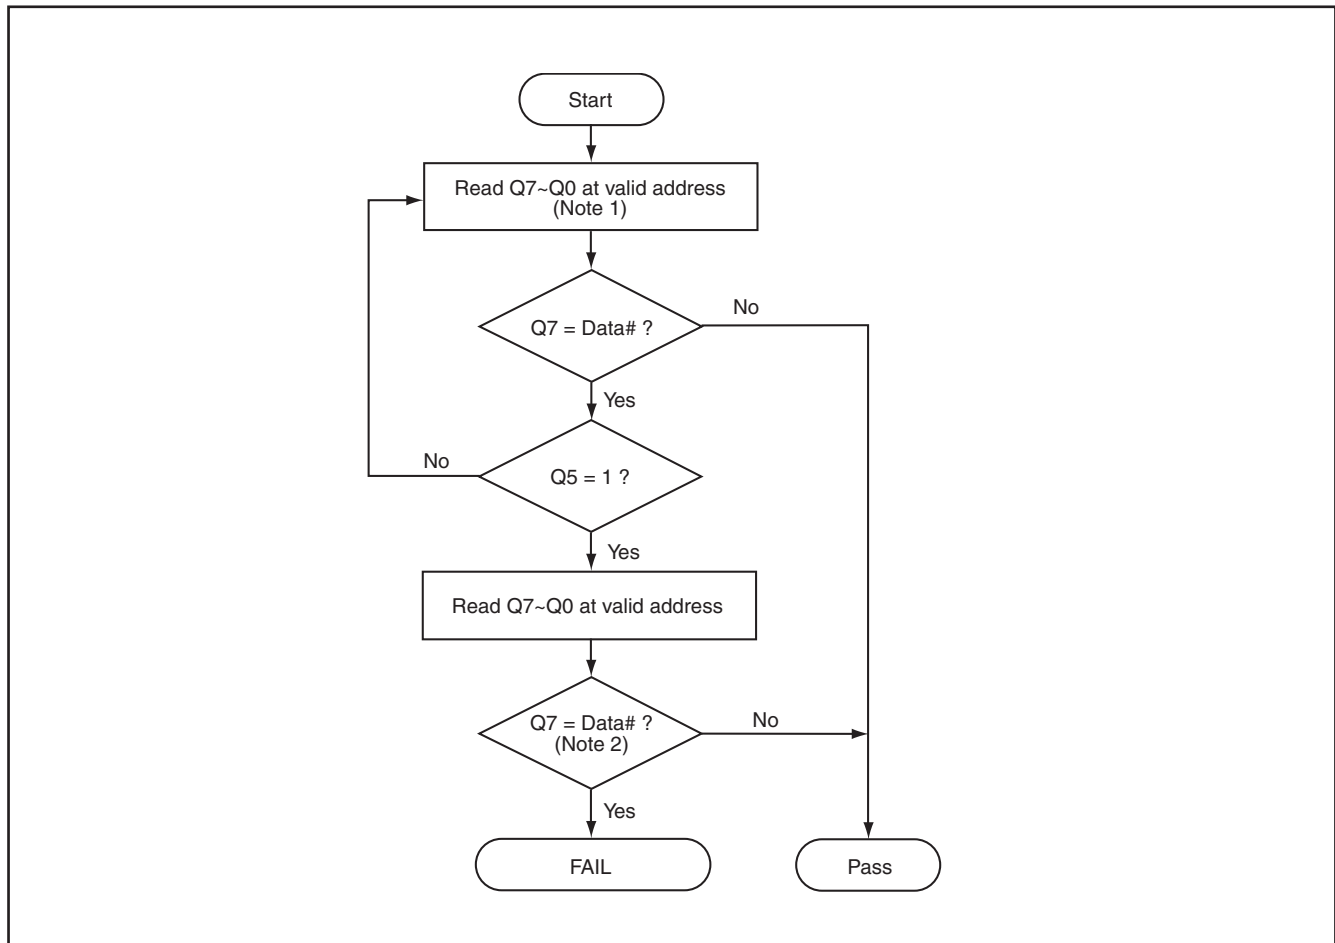 Start
Read Q7~Q0 at valid address
(Note 1)
Q7 = Data# ?
No
Yes
Q5 = 1 ?
No
Yes
Read Q7~Q0 at valid address
Q7 = Data# ?
(Note 2)
No
Yes
FAIL
Pass